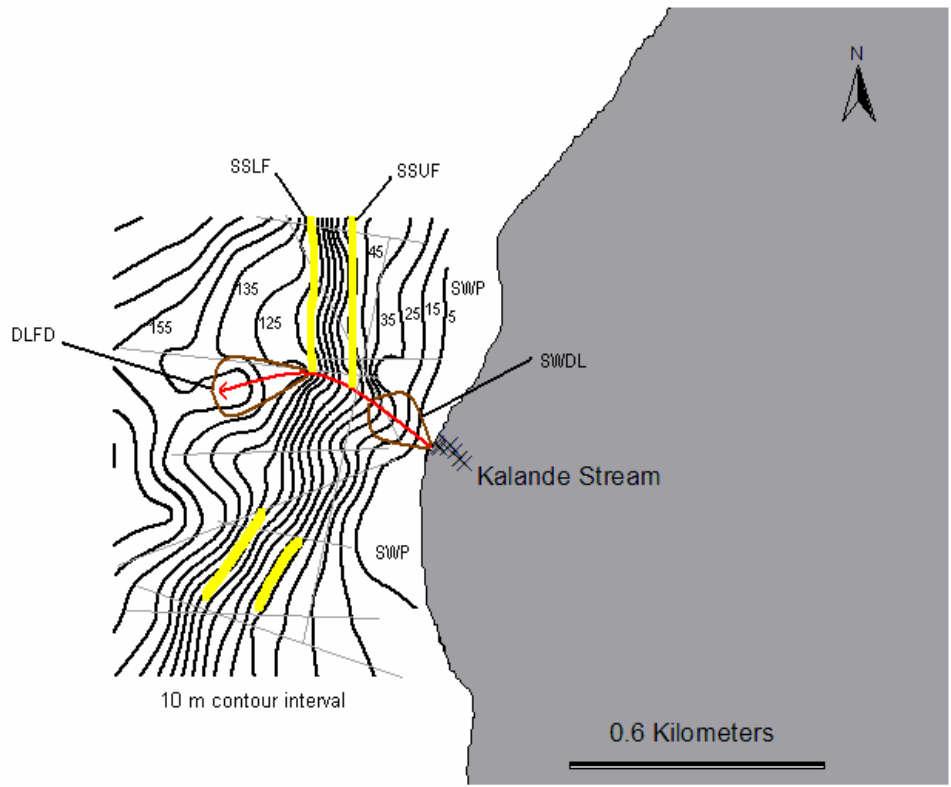 N
SSLF
SSUF
45
135
SWP
155
125
35
25
15
5
DLFD
SWDL
Kalande Stream
SWP
10 m contour interval
0.6 Kilometers